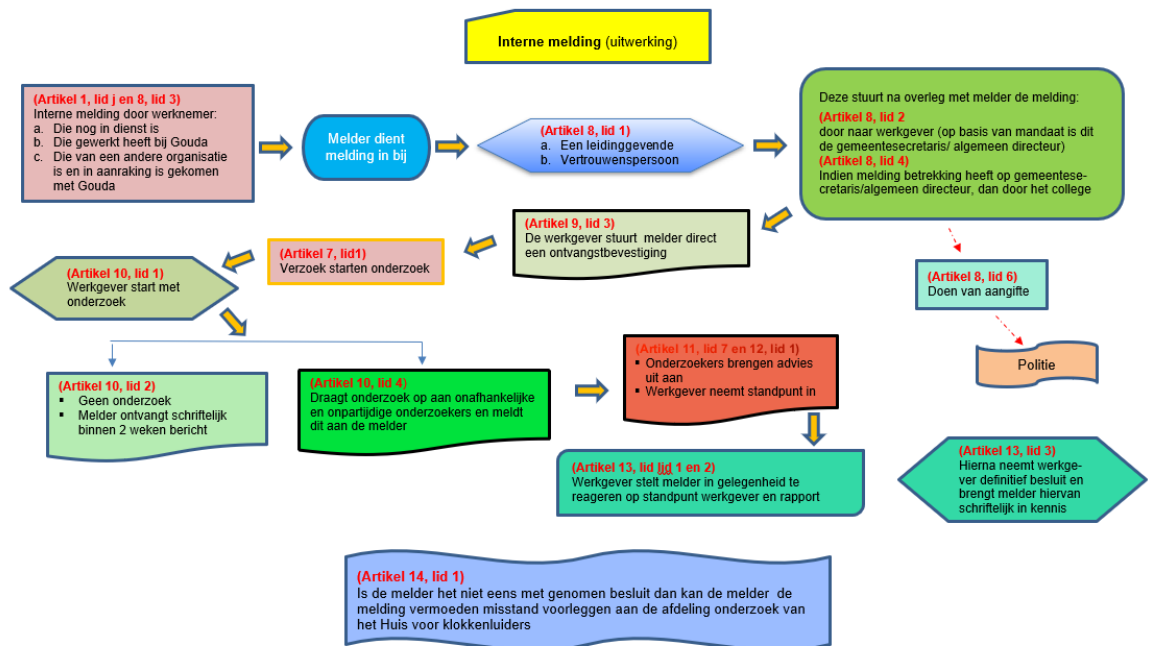 Interne melding (uitwerking)
(Artikel 1, lid j en 8, lid 3)
Interne melding door werknemer:
a. Die nog in dienst is
b. Die gewerkt heeft bij Gouda
c. Die van een andere organisatie
is en in aanraking is gekomen
met Gouda
Melder dient
melding in bij
(Artikel 8, lid 1)
a. Een leidinggevende
b. Vertrouwenspersoon
Deze stuurt na overleg met melder de melding:
(Artikel 8, lid 2
door naar werkgever (op basis van mandaat is dit
de gemeentesecretaris/ algemeen directeur)
(Artikel 8, lid 4)
Indien melding betrekking heeft op gemeentese-
cretaris/algemeen directeur, dan door het college
(Artikel 9, lid 3)
De werkgever stuurt melder direct
een ontvangstbevestiging
(Artikel 7, lid1)
Verzoek starten onderzoek
(Artikel 10, lid 1)
Werkgever start met
onderzoek
(Artikel 8, lid 6)
Doen van aangifte
Politie
(Artikel 10, lid 2)
▪ Geen onderzoek
▪ Melder ontvangt schriftelijk
binnen 2 weken bericht
(Artikel 10, lid 4)
Draagt onderzoek op aan onafhankelijke
en onpartijdige onderzoekers en meldt
dit aan de melder
(Artikel 11, lid 7 en 12, lid 1)
▪ Onderzoekers brengen advies
uit aan
▪ Werkgever neemt standpunt in
(Artikel 13, lid lid 1 en 2)
Werkgever stelt melder in gelegenheid te
reageren op standpunt werkgever en rapport
(Artikel 13, lid 3)
Hierna neemt werkge-
ver definitief besluit en
brengt melder hiervan
schriftelijk in kennis
(Artikel 14, lid 1)
Is de melder het niet eens met genomen besluit dan kan de melder de
melding vermoeden misstand voorleggen aan de afdeling onderzoek van
het Huis voor klokkenluiders